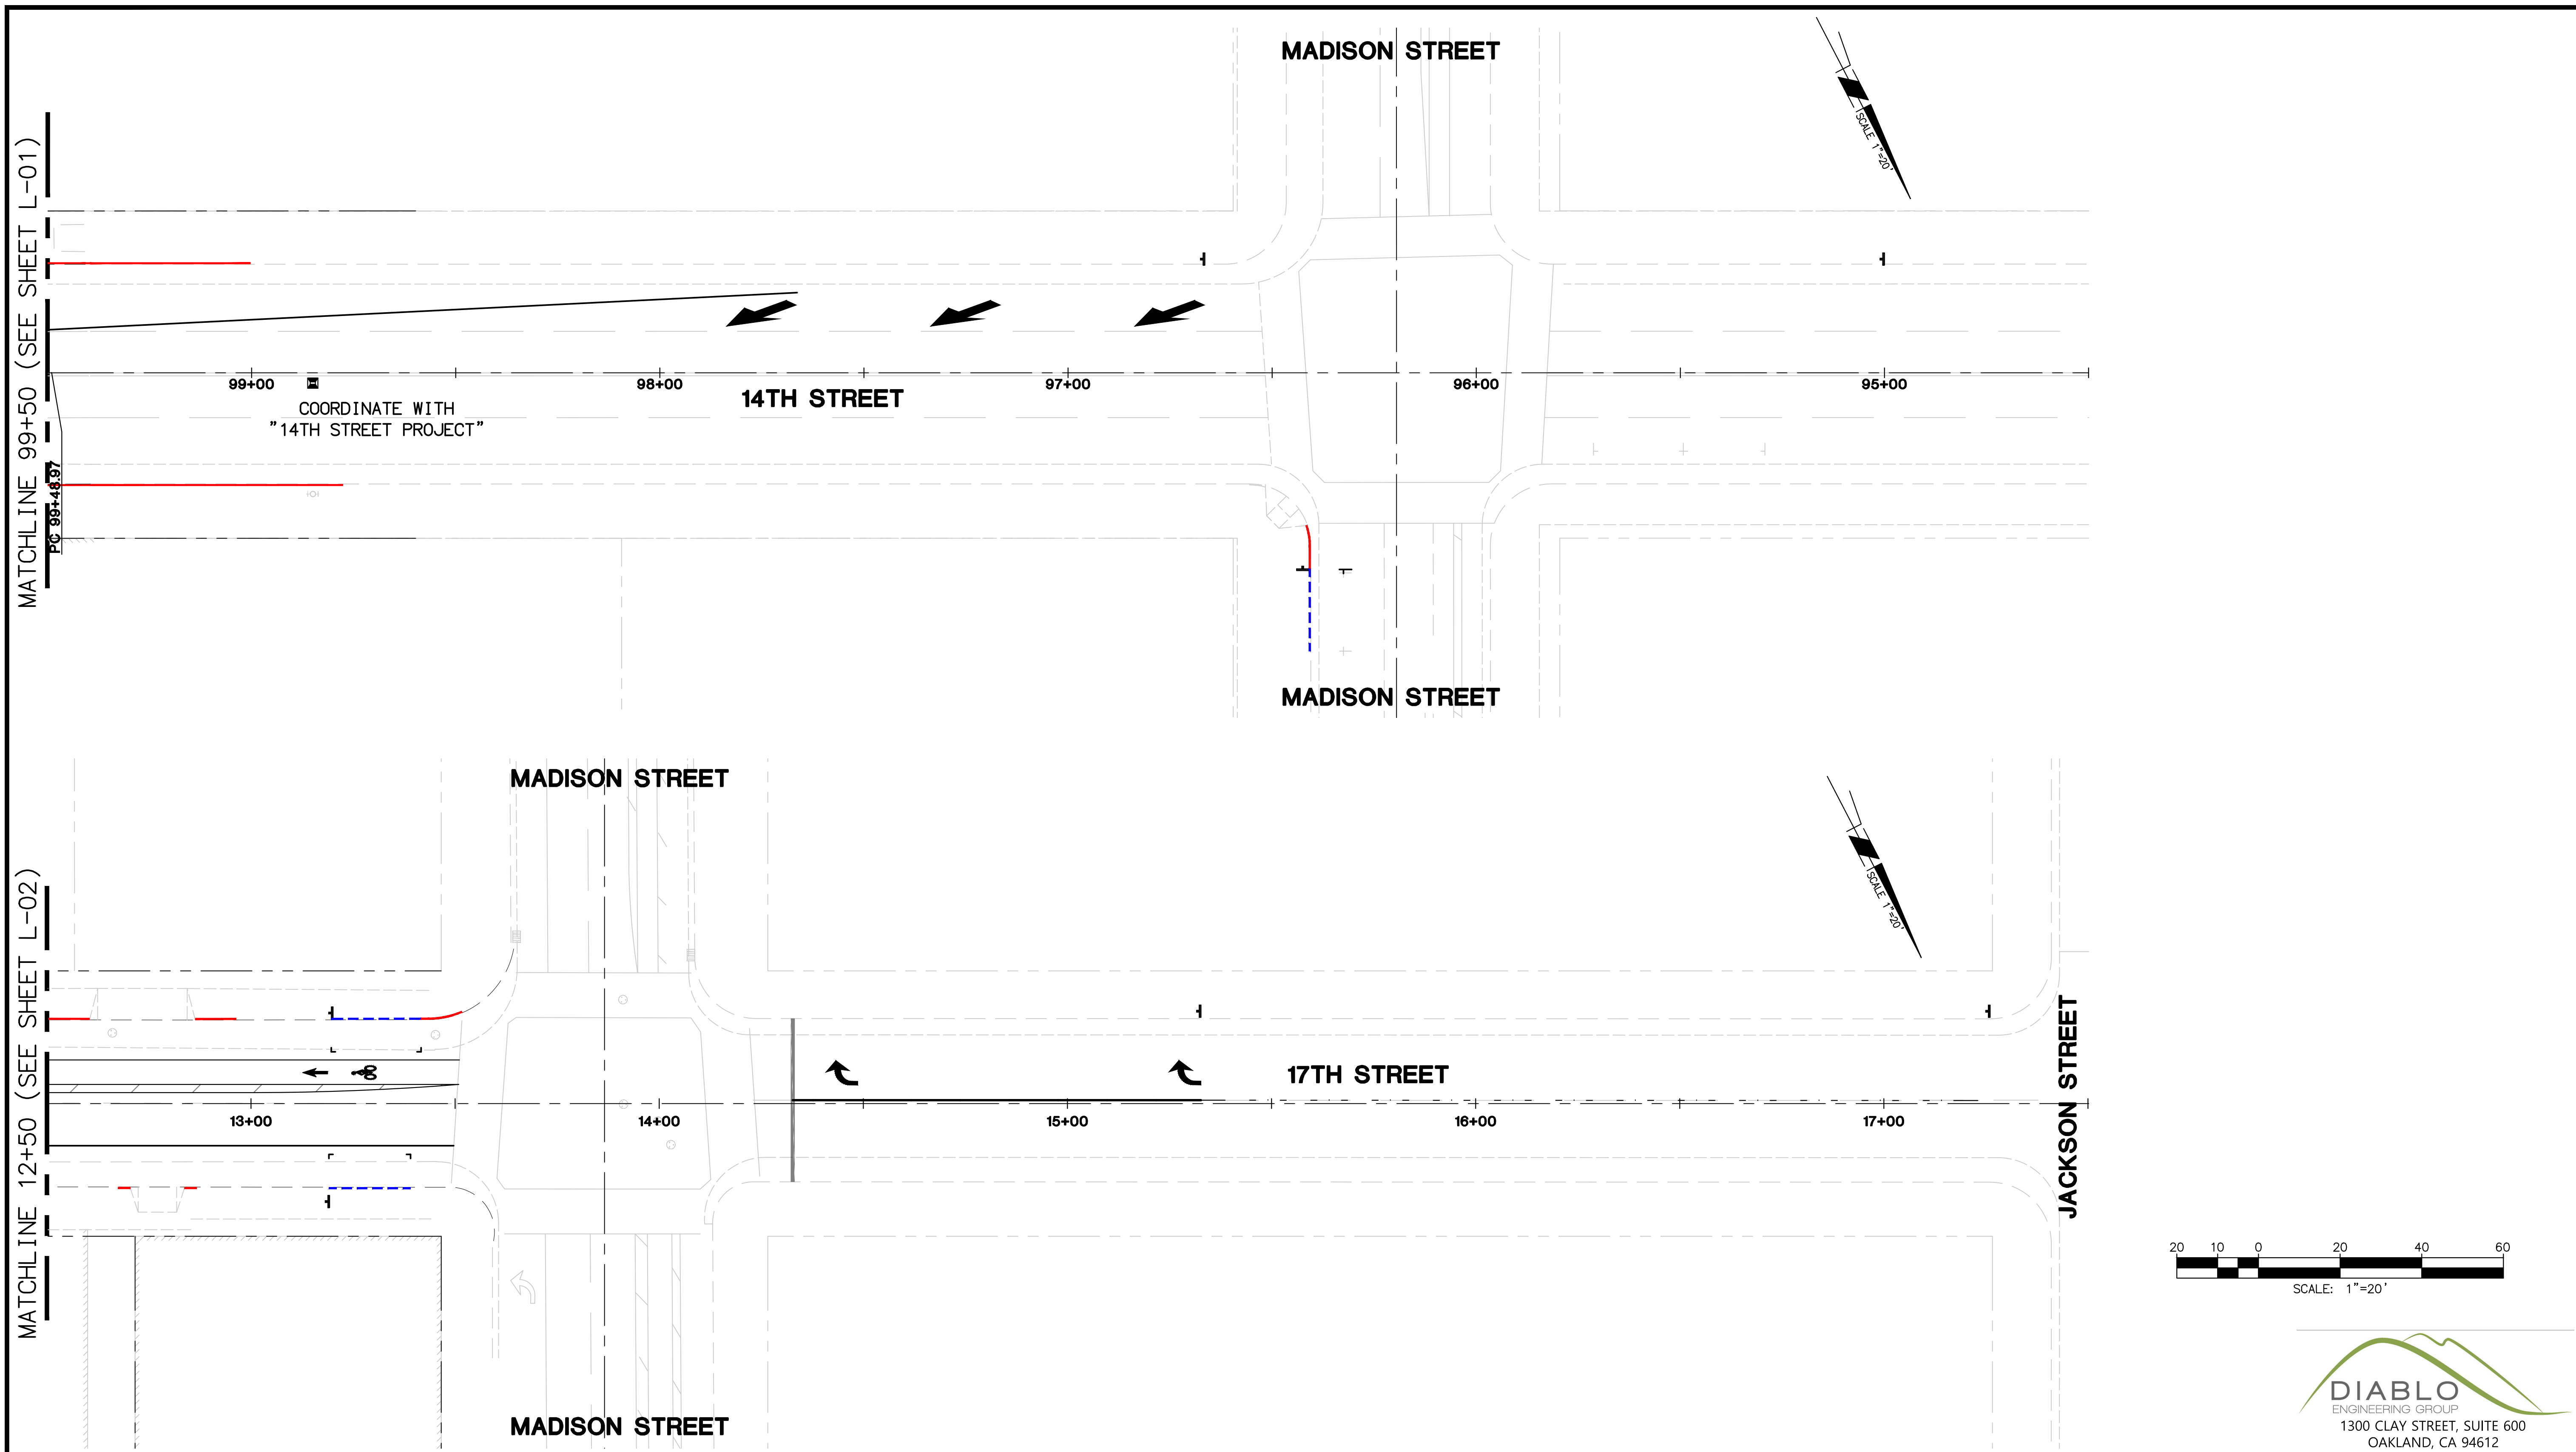 MADISON STREET
SCALE 1"=20'
MATCHLINE 99+50 (SEE SHEET L-01)
99+00
98+00
97+00
96+00
95+00
14TH STREET
COORDINATE WITH
"14TH STREET PROJECT"
PC 99+48.97
MADISON STREET
MADISON STREET
SCALE 1"=20'
MATCHLINE 12+50 (SEE SHEET L-02)
17TH STREET
13+00
14+00
15+00
16+00
17+00
JACKSON STREET
MADISON STREET
20 10 0 20 40 60
SCALE: 1"=20'
DIABLO
ENGINEERING GROUP
1300 CLAY STREET, SUITE 600
OAKLAND, CA 94612